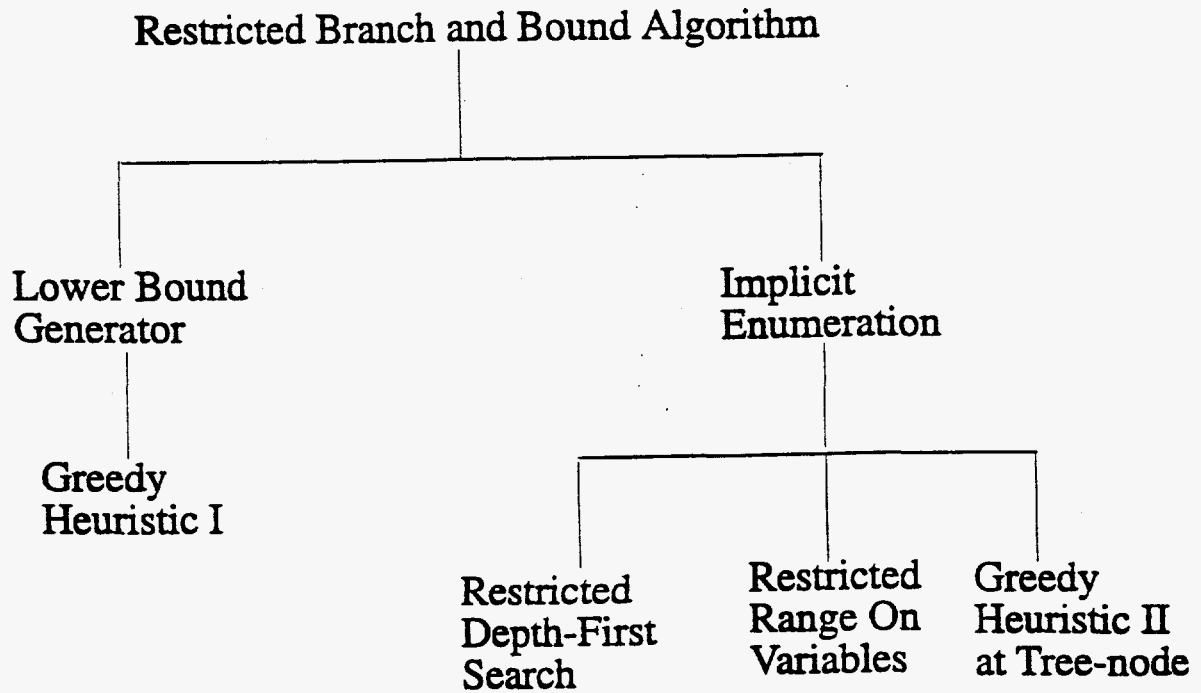 Restricted Branch and Bound Algorithm
Lower Bound
Generator
Implicit
Enumeration
Greedy
Heuristic I
Restricted
Depth-First
Search
Restricted
Range On
Variables
Greedy
Heuristic II
at Tree-node